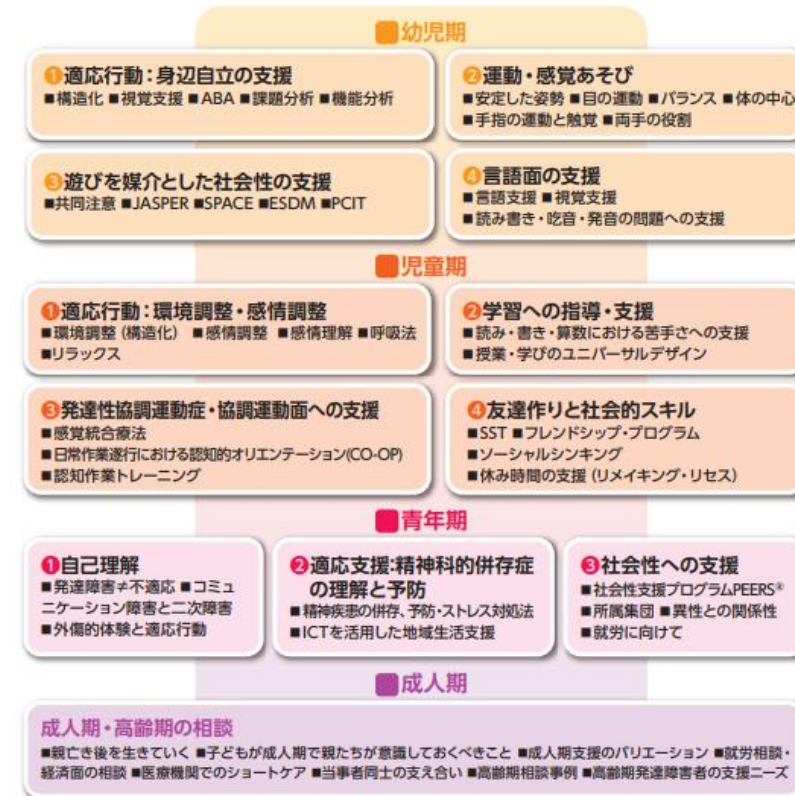 ■幼児期
❶適応行動：身辺自立の支援
■構造化 ■視覚支援 ■ABA ■課題分析 ■機能分析
❷運動・感覚あそび
■安定した姿勢 ■目の運動 ■バランス ■体の中心
■手指の運動と触覚 ■両手の役割
❸遊びを媒介とした社会性の支援
■共同注意 ■JASPER ■SPACE ■ESDM ■PCIT
❹言語面の支援
■言語支援 ■視覚支援
■読み書き・吃音・発音の問題への支援
■児童期
❶適応行動：環境調整・感情調整
■環境調整（構造化） ■感情調整 ■感情理解 ■呼吸法
■リラックス
❷学習への指導・支援
■読み・書き・算数における苦手さへの支援
■授業・学びのユニバーサルデザイン
❸発達性協調運動症・協調運動面への支援
■感覚統合療法
■日常作業遂行における認知的オリエンテーション(CO-OP)
■認知作業トレーニング
❹友達作りと社会的スキル
■SST ■フレンドシップ・プログラム
■ソーシャルシンキング
■休み時間の支援（リメイキング・リセス）
■青年期
❶自己理解
■発達障害≠不適応 ■コミュ
ニケーション障害と二次障害
■外傷的体験と適応行動
❷適応支援:精神科的併存症
の理解と予防
■精神疾患の併存、予防・ストレス対処法
■ICTを活用した地域生活支援
❸社会性への支援
■社会性支援プログラムPEERS®
■所属集団 ■異性との関係性
■就労に向けて
■成人期
成人期・高齢期の相談
■親亡き後を生きていく ■子どもが成人期で親たちが意識しておくべきこと ■成人期支援のバリエーション ■就労相談・
経済面の相談 ■医療機関でのショートケア ■当事者同士の支え合い ■高齢期相談事例 ■高齢期発達障害者の支援ニーズ